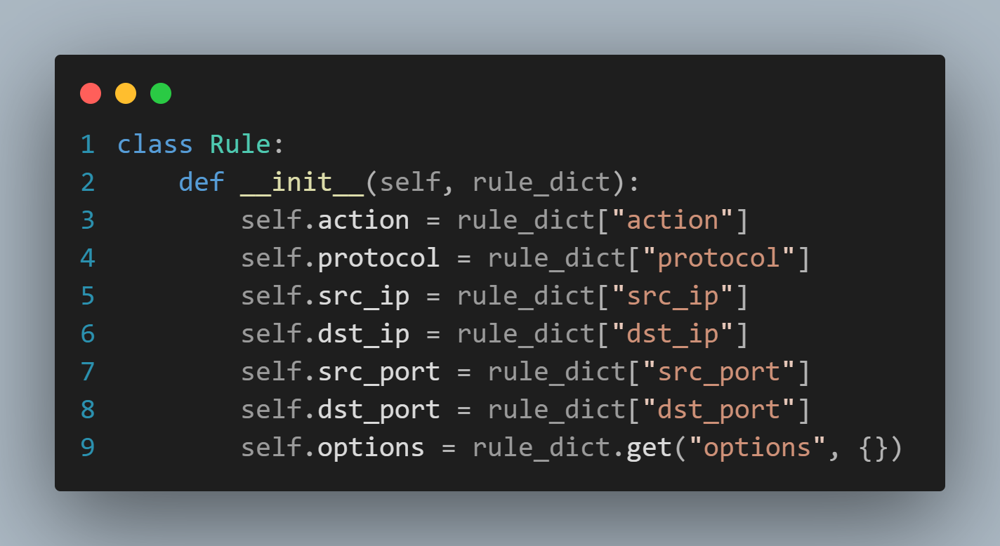 1 class Rule:
2     def __init__(self, rule_dict):
3         self.action = rule_dict["action"]
4         self.protocol = rule_dict["protocol"]
5         self.src_ip = rule_dict["src_ip"]
6         self.dst_ip = rule_dict["dst_ip"]
7         self.src_port = rule_dict["src_port"]
8         self.dst_port = rule_dict["dst_port"]
9         self.options = rule_dict.get("options", {})